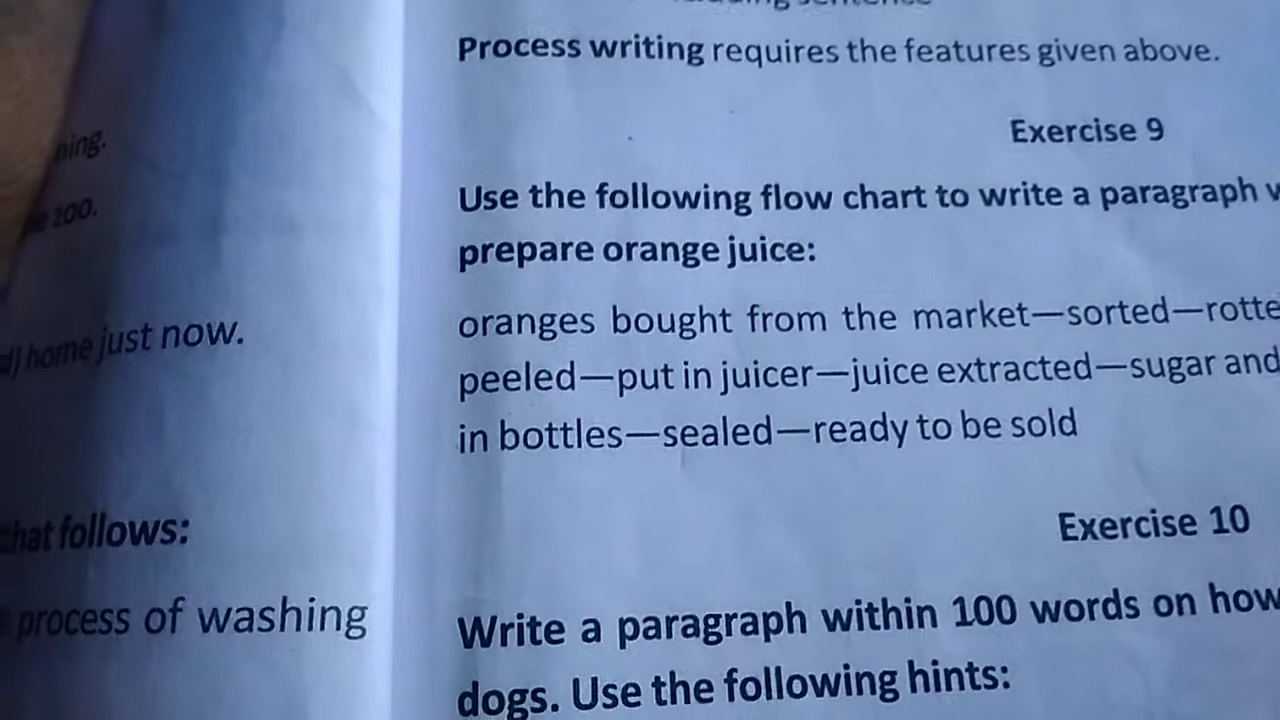 Process writing requires the features given above.
Exercise 9
Use the following flow chart to write a paragraph
prepare orange juice:
oranges bought from the market—sorted—rotte
peeled—put in juicer—juice extracted—sugar and
in bottles—sealed—ready to be sold
Exercise 10
Write a paragraph within 100 words on how
dogs. Use the following hints:
zoo.
home just now.
follows:
process of washing